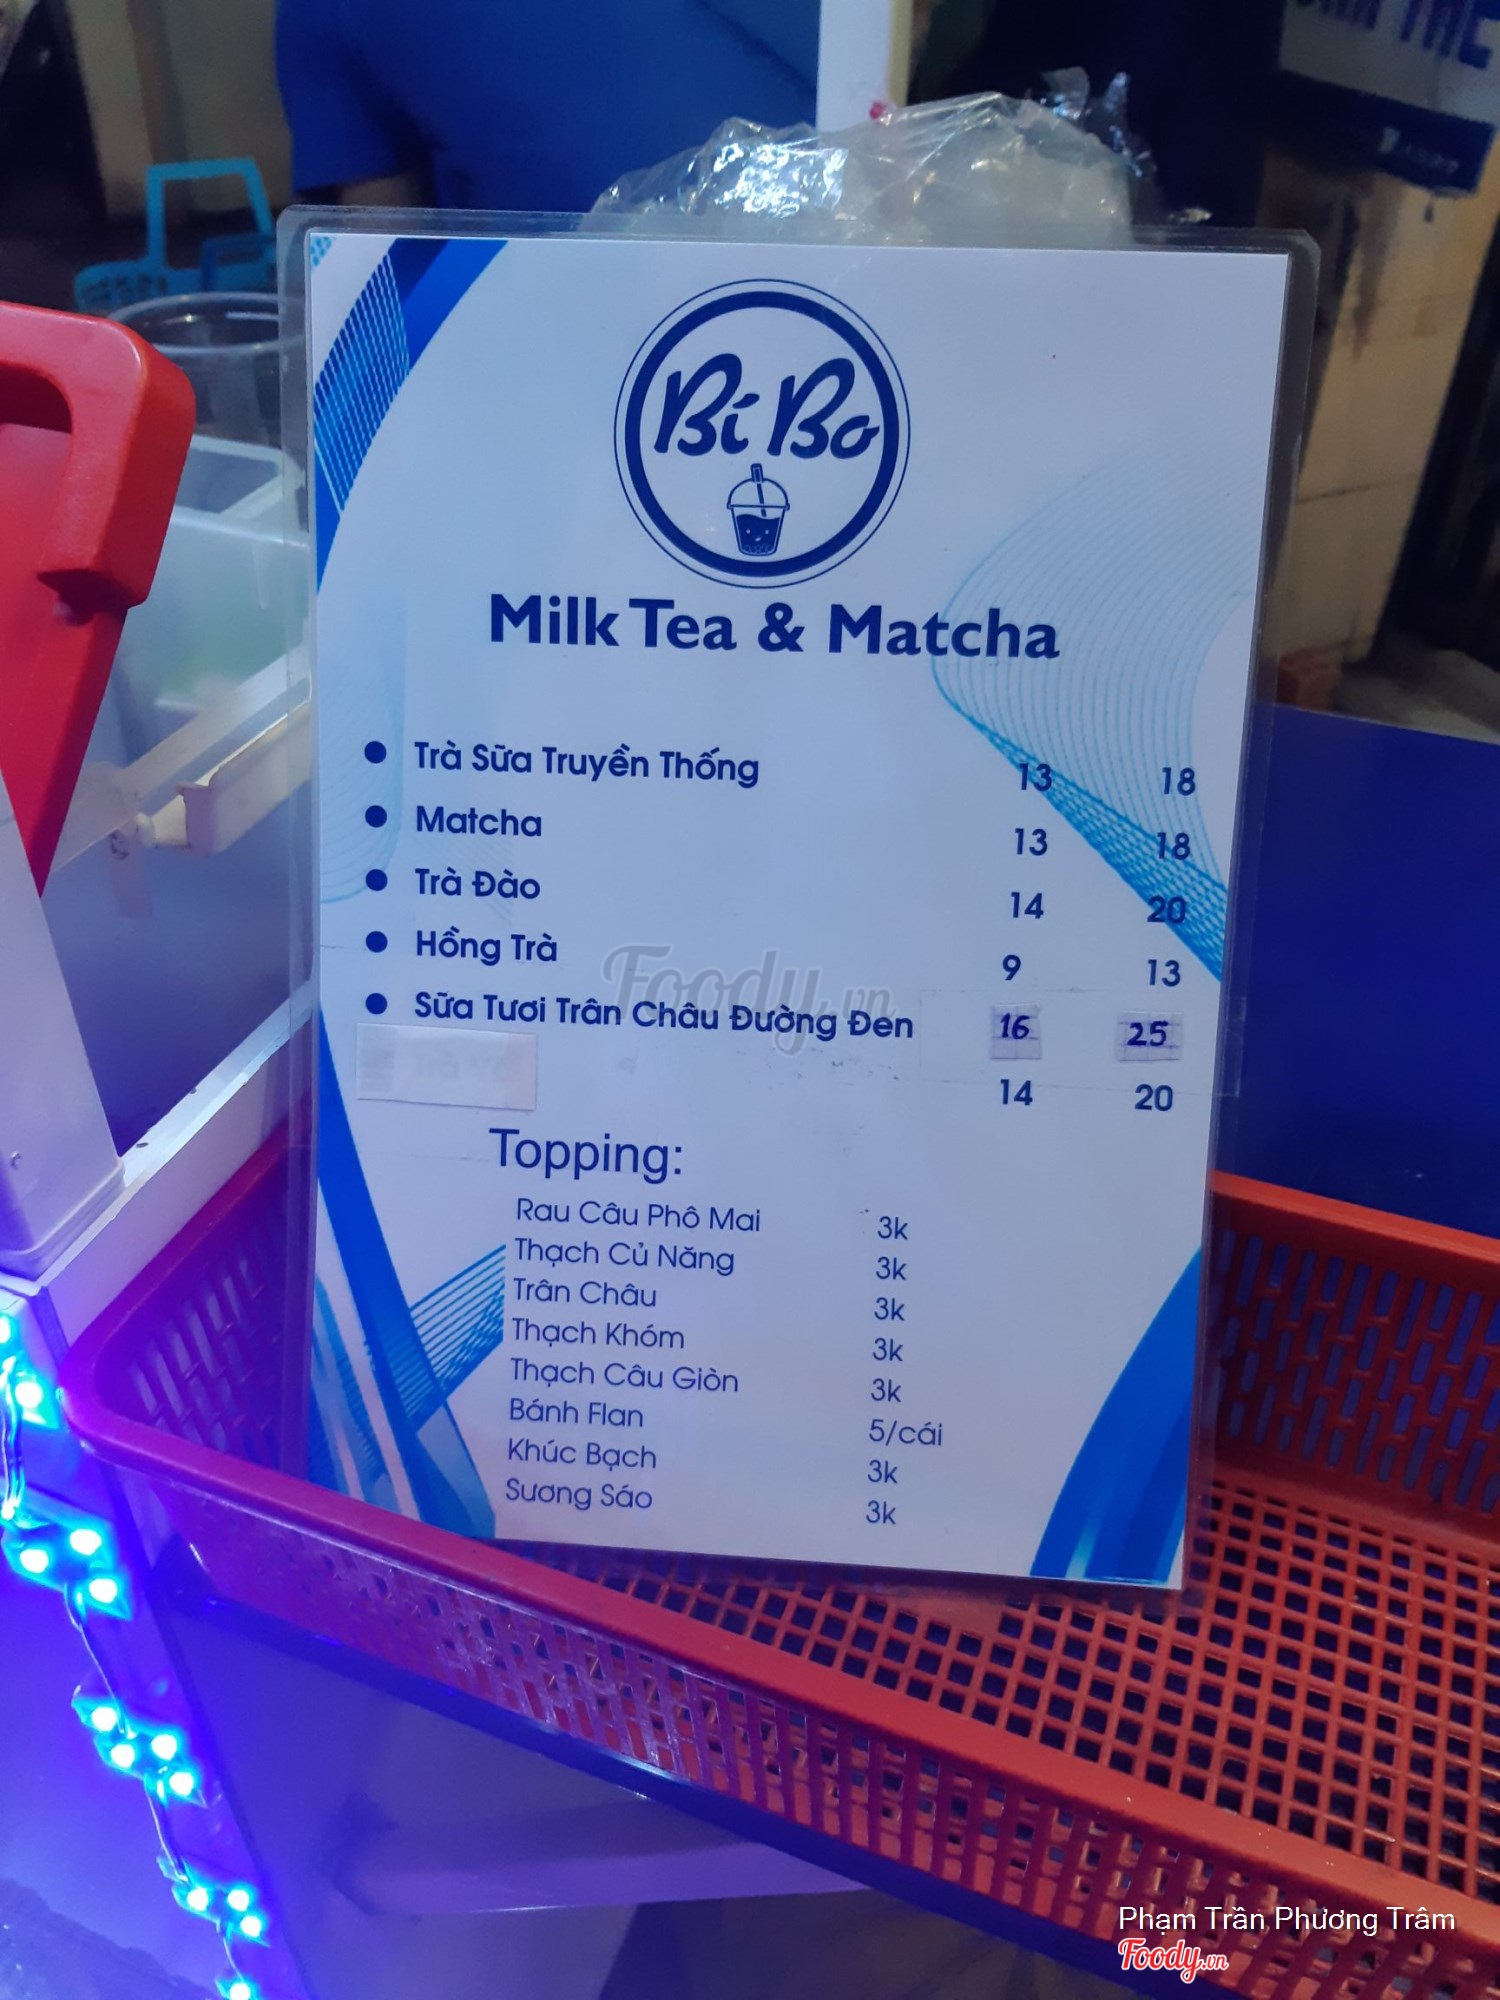 Bí Bo
Milk Tea & Matcha
Trà Sữa Truyền Thống 13 18
Matcha 13 18
Trà Đào 14 20
Hồng Trà 9 13
Sữa Tươi Trân Châu Đường Đen 16 25
14 20
Foody.vn
Topping:
Rau Câu Phô Mai 3k
Thạch Củ Năng 3k
Trân Châu 3k
Thạch Khóm 3k
Thạch Câu Giòn 3k
Bánh Flan 5/cái
Khúc Bạch 3k
Sương Sáo 3k
Phạm Trần Phương Trâm
Foody.vn